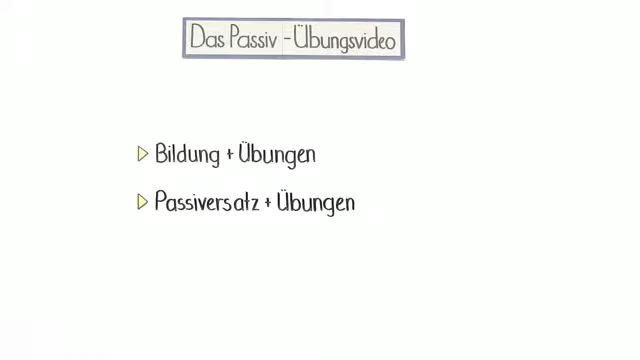 Das Passiv - Übungsvideo
Bildung + Übungen
Passiversatz + Übungen